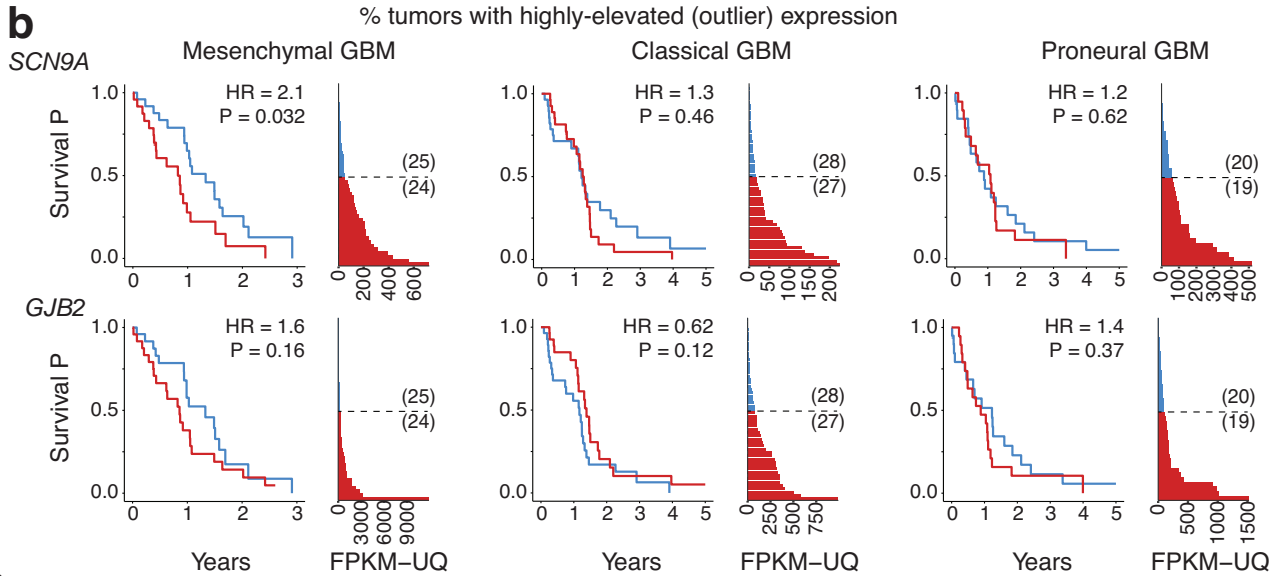 b
% tumors with highly-elevated (outlier) expression
SCN9A
Mesenchymal GBM
Classical GBM
Proneural GBM
Survival P
1.0
0.5
0.0
HR = 2.1
P = 0.032
0 1 2 3
(25)
(24)
0 200 400 600
1.0
0.5
0.0
HR = 1.3
P = 0.46
0 1 2 3 4 5
(28)
(27)
0 50 100 150 200
1.0
0.5
0.0
HR = 1.2
P = 0.62
0 1 2 3 4 5
(20)
(19)
0 100 200 300 400 500
GJB2
Survival P
1.0
0.5
0.0
HR = 1.6
P = 0.16
0 1 2 3
(25)
(24)
0 3000 6000 9000
1.0
0.5
0.0
HR = 0.62
P = 0.12
0 1 2 3 4 5
(28)
(27)
0 250 500 750
1.0
0.5
0.0
HR = 1.4
P = 0.37
0 1 2 3 4 5
(20)
(19)
0 500 1000 1500
Years
FPKM−UQ
Years
FPKM−UQ
Years
FPKM−UQ